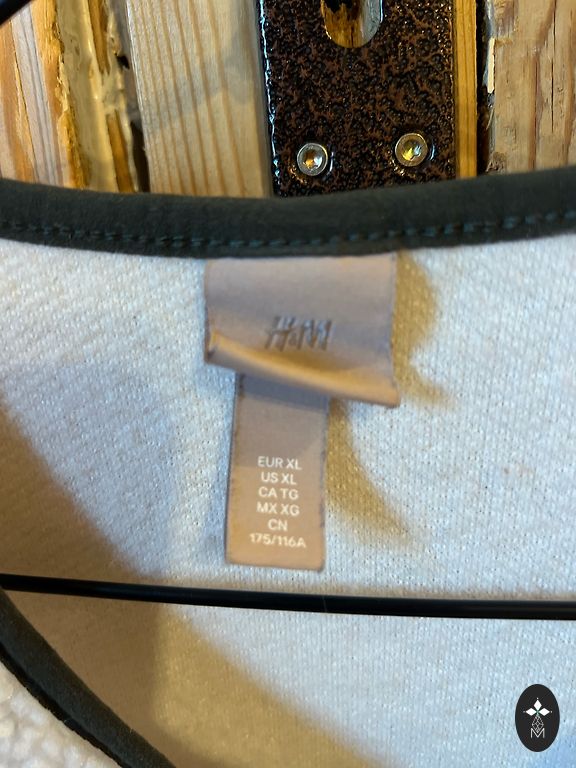 H&M
EUR XL
US XL
CA TG
MX XG
CN
175/116A
M